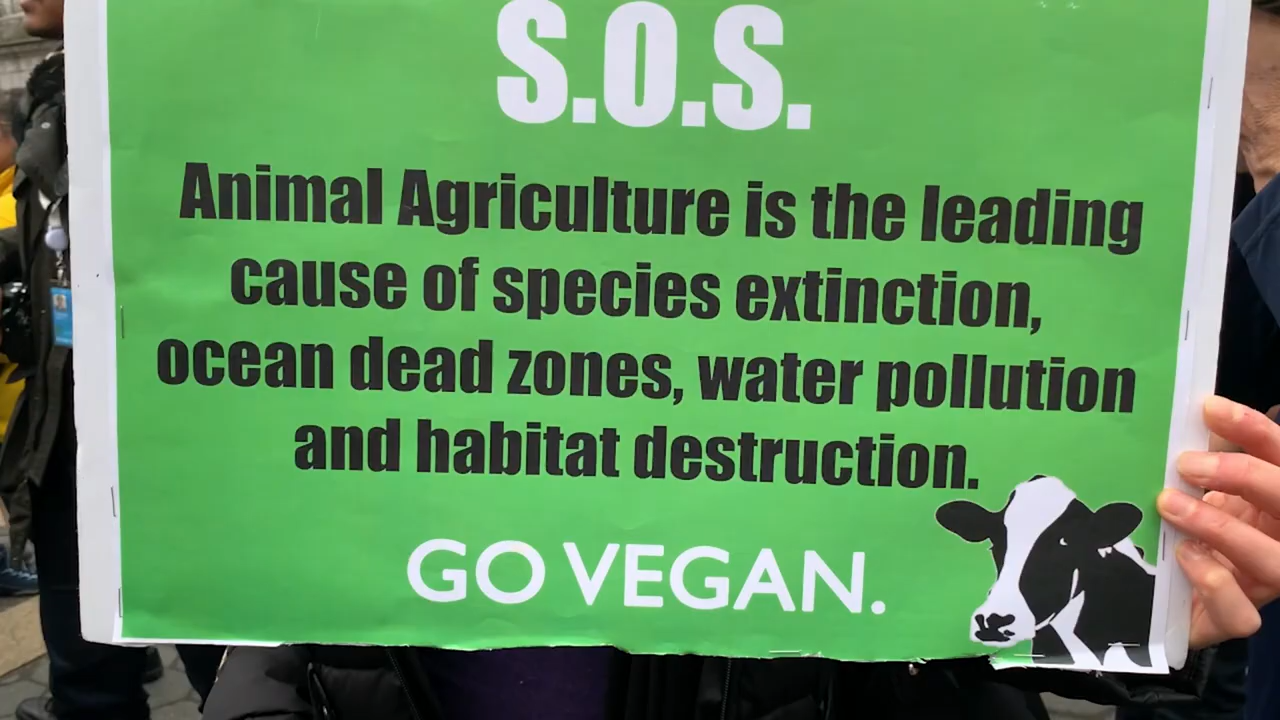 S.O.S.
Animal Agriculture is the leading
cause of species extinction,
ocean dead zones, water pollution
and habitat destruction.
GO VEGAN.